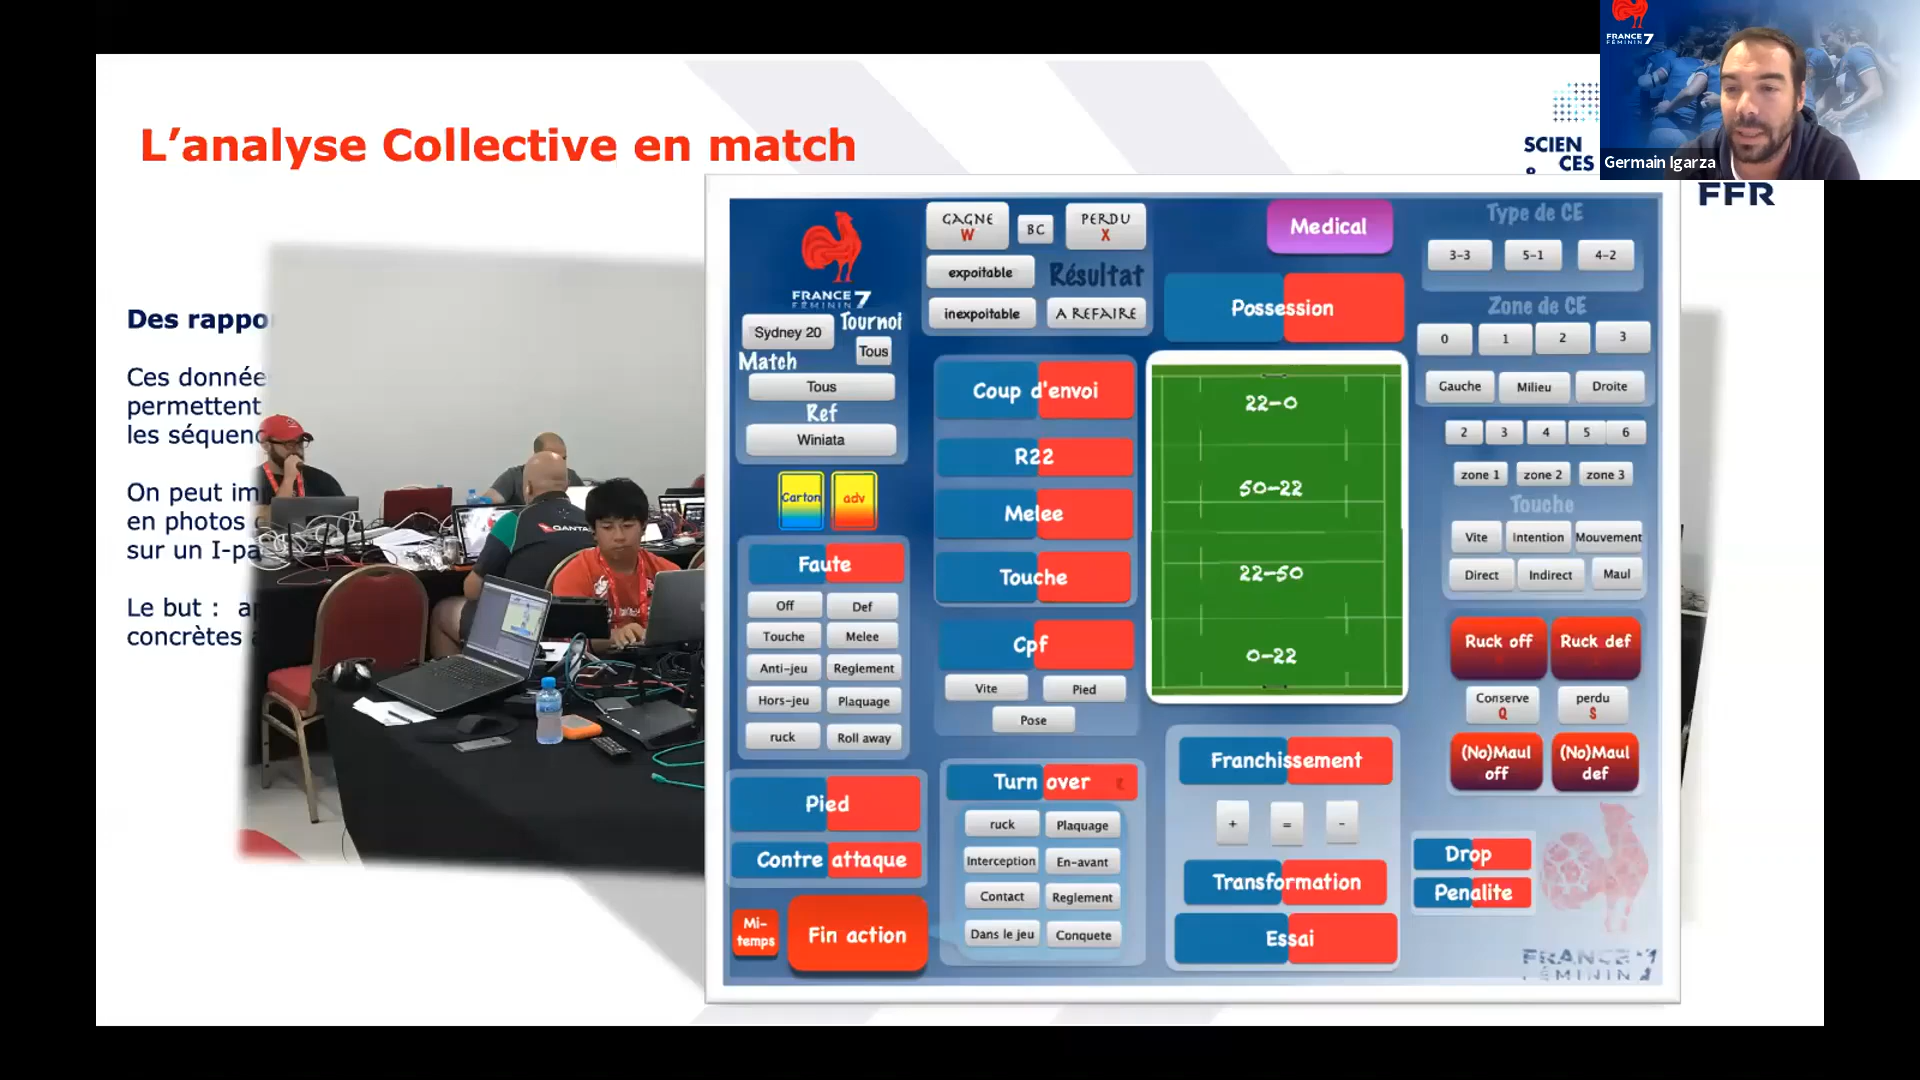 FRANCE 7
FÉMININ
Germain Igarza
L'analyse Collective en match
SCIEN
CES
FFR
Des rappo
Ces donnée
permettent
les séquenc
On peut im
en photos
sur un I-pa
Le but : ap
concrètes a
QANTAS
FRANCE 7
FÉMININ
Tournoi
Sydney 20
Tous
Match
Tous
Ref
Winiata
Carton
adv
Faute
Off
Def
Touche
Melee
Anti-jeu
Reglement
Hors-jeu
Plaquage
ruck
Roll away
Pied
Contre attaque
Mi-
temps
Fin action
GAGNE
W
BC
PERDU
X
expoitable
Résultat
inexpoitable
A REFAIRE
Coup d'envoi
R22
Melee
Touche
Cpf
Vite
Pied
Pose
Turn over
ruck
Plaquage
Interception
En-avant
Contact
Reglement
Dans le jeu
Conquete
Medical
Possession
22-0
50-22
22-50
0-22
Franchissement
+
=
-
Transformation
Essai
Type de CE
3-3
5-1
4-2
Zone de CE
0
1
2
3
Gauche
Milieu
Droite
2
3
4
5
6
zone 1
zone 2
zone 3
Touche
Vite
Intention
Mouvement
Direct
Indirect
Maul
Ruck off
Ruck def
Conserve
Q
perdu
S
(No)Maul
off
(No)Maul
def
Drop
Penalite
FRANCE 7
FÉMININ